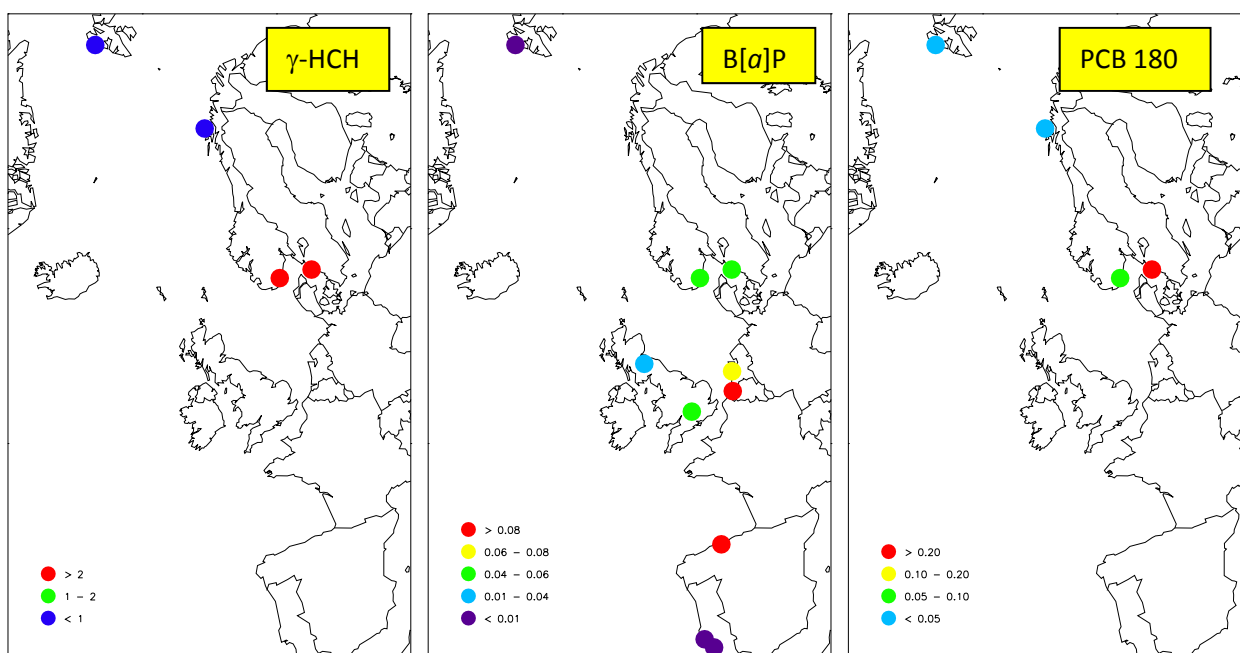 γ-HCH
> 2
1 – 2
< 1
B[a]P
> 0.08
0.06 – 0.08
0.04 – 0.06
0.01 – 0.04
< 0.01
PCB 180
> 0.20
0.10 – 0.20
0.05 – 0.10
< 0.05